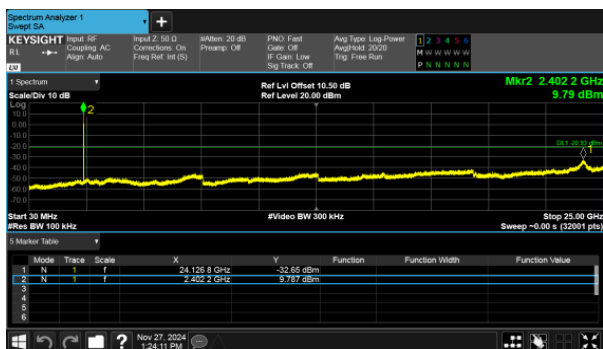 Spectrum Analyzer 1
Swept SA
KEYSIGHT Input: RF Input Z: 50 Ω #Atten: 20 dB PNO: Fast Avg Type: Log-Power 1 2 3 4 5 6
RL Coupling: AC Corrections: On Preamp: Off Gate: Off Avg|Hold: 20/20 M W W W W W
Align: Auto Freq Ref: Int (S) IF Gain: Low Trig: Free Run
LXI Sig Track: Off P N N N N N
1 Spectrum Ref Lvl Offset 10.50 dB Mkr2 2.402 2 GHz
Scale/Div 10 dB Ref Level 20.00 dBm 9.79 dBm
Log
10.0 2
0.00
-10.0
-20.0 DL1 -20.93 dBm
-30.0 1
-40.0
-50.0
-60.0
-70.0
Start 30 MHz #Video BW 300 kHz Stop 25.00 GHz
#Res BW 100 kHz Sweep ~0.00 s (32001 pts)
5 Marker Table
Mode Trace Scale X Y Function Function Width Function Value
1 N 1 f 24.126 8 GHz -32.65 dBm
2 N 1 f 2.402 2 GHz 9.787 dBm
3
4
5
6
? Nov 27, 2024
1:24:11 PM